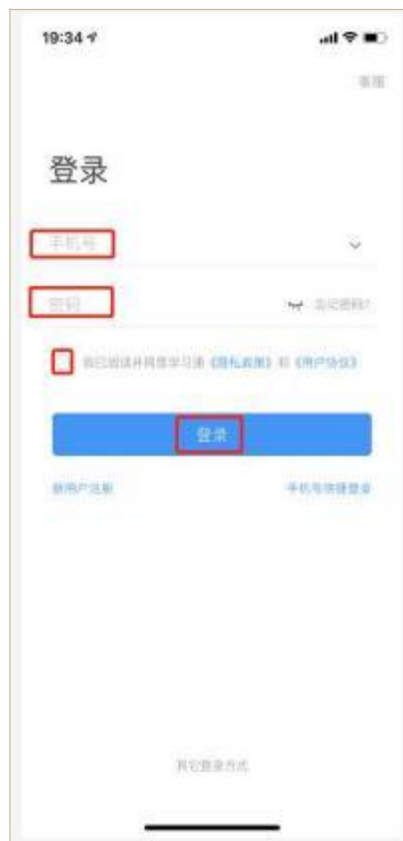 19:34
客服
登录
手机号
密码 忘记密码?
我已阅读并同意学习通《隐私政策》和《用户协议》
登录
新用户注册 手机号快捷登录
其它登录方式